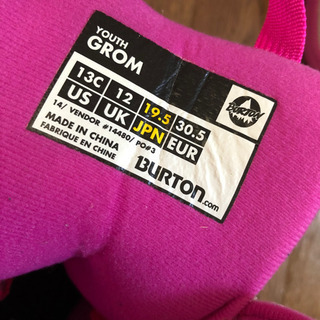 YOUTH
GROM
13C 12 19.5 30.5
US UK JPN EUR
14/ VENDOR #14480/ PO#3
MADE IN CHINA
FABRIQUE EN CHINE
BURTON.com